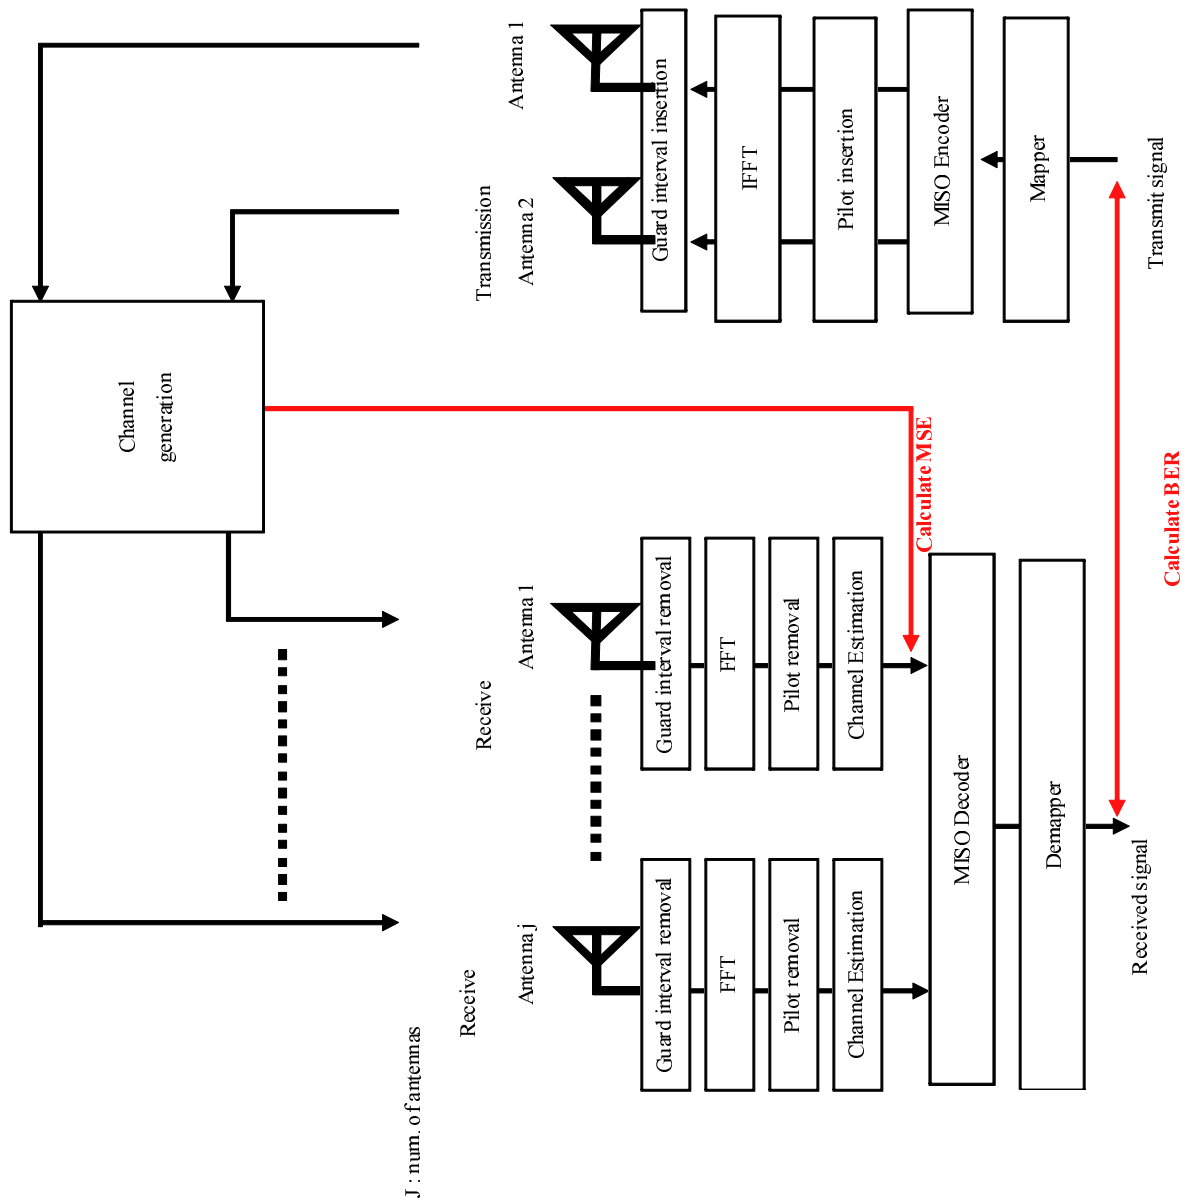 Transmit signal
Mapper
MISO Encoder
Pilot insertion
IFFT
Guard interval insertion
Antenna 1
Transmission
Antenna 2
Channel
generation
Calculate MSE
Calculate BER
Receive
Antenna 1
Guard interval removal
FFT
Pilot removal
Channel Estimation
Receive
Antenna j
Guard interval removal
FFT
Pilot removal
Channel Estimation
MISO Decoder
Demapper
Received signal
J : num. of antennas